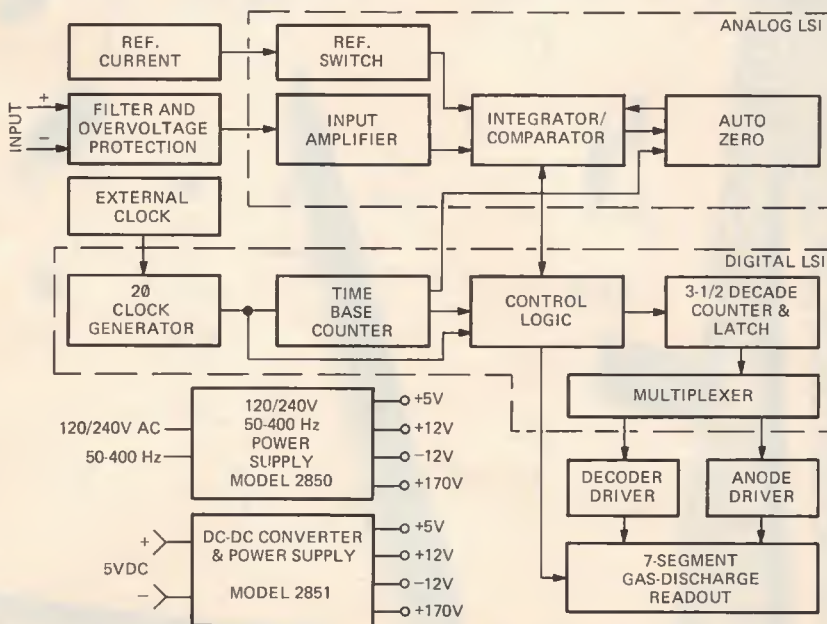 ANALOG LSI
REF.
CURRENT
REF.
SWITCH
INPUT
+
−
FILTER AND
OVERVOLTAGE
PROTECTION
INPUT
AMPLIFIER
INTEGRATOR/
COMPARATOR
AUTO
ZERO
EXTERNAL
CLOCK
DIGITAL LSI
2Ø
CLOCK
GENERATOR
TIME
BASE
COUNTER
CONTROL
LOGIC
3-1/2 DECADE
COUNTER &
LATCH
MULTIPLEXER
120/240V AC
50-400 Hz
120/240V
50-400 Hz
POWER
SUPPLY
MODEL 2850
+5V
+12V
−12V
+170V
DECODER
DRIVER
ANODE
DRIVER
+
5VDC
−
DC-DC CONVERTER
& POWER SUPPLY
MODEL 2851
+5V
+12V
−12V
+170V
7-SEGMENT
GAS-DISCHARGE
READOUT